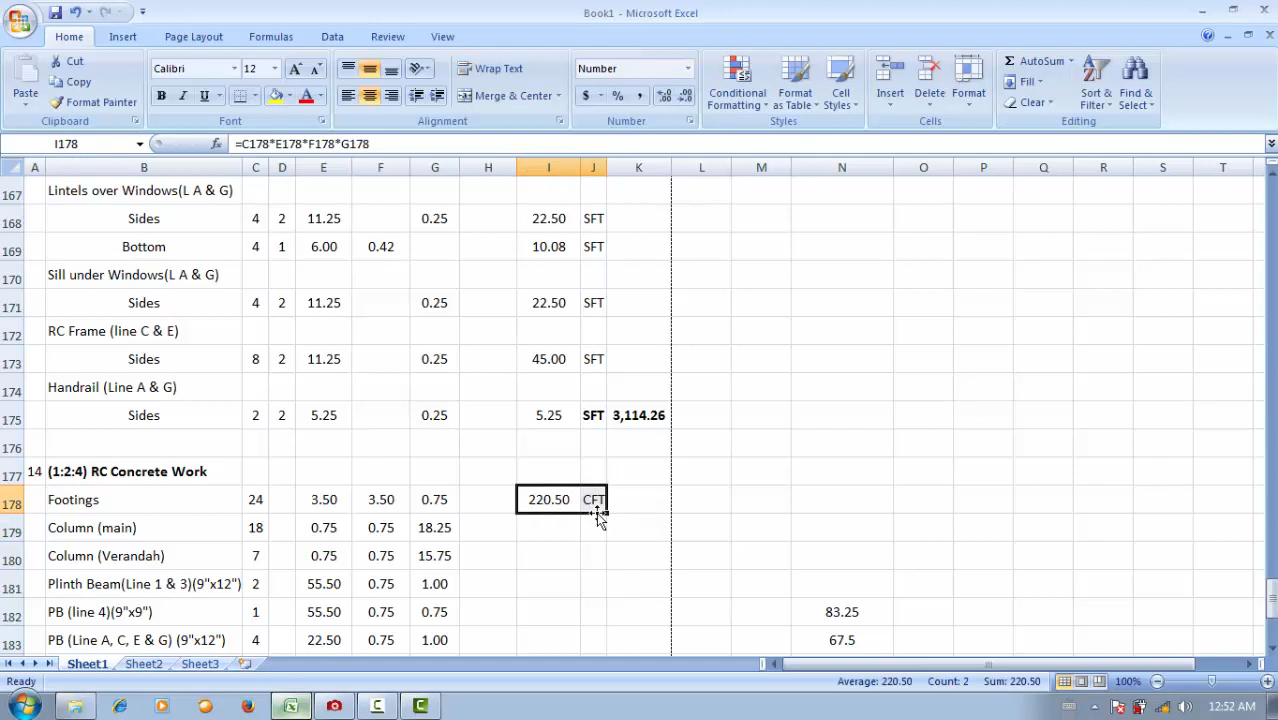 Book1 - Microsoft Excel
Home Insert Page Layout Formulas Data Review View
Paste Cut Copy Format Painter Clipboard
Calibri 12 B I U A A A Font
Wrap Text Merge & Center Alignment
Number $ % , Number
Conditional Formatting Format as Table Cell Styles Styles
Insert Delete Format Cells
AutoSum Fill Clear Sort & Filter Find & Select Editing
I178 fx =C178*E178*F178*G178
A B C D E F G H I J K L M N O P Q R S T
167 Lintels over Windows(L A & G)
168 Sides 4 2 11.25 0.25 22.50 SFT
169 Bottom 4 1 6.00 0.42 10.08 SFT
170 Sill under Windows(L A & G)
171 Sides 4 2 11.25 0.25 22.50 SFT
172 RC Frame (line C & E)
173 Sides 8 2 11.25 0.25 45.00 SFT
174 Handrail (Line A & G)
175 Sides 2 2 5.25 0.25 5.25 SFT 3,114.26
176
177 14 (1:2:4) RC Concrete Work
178 Footings 24 3.50 3.50 0.75 220.50 CFT
179 Column (main) 18 0.75 0.75 18.25
180 Column (Verandah) 7 0.75 0.75 15.75
181 Plinth Beam(Line 1 & 3)(9"x12") 2 55.50 0.75 1.00
182 PB (line 4)(9"x9") 1 55.50 0.75 0.75 83.25
183 PB (Line A, C, E & G) (9"x12") 4 22.50 0.75 1.00 67.5
Sheet1 Sheet2 Sheet3
Ready Average: 220.50 Count: 2 Sum: 220.50 100%
12:52 AM